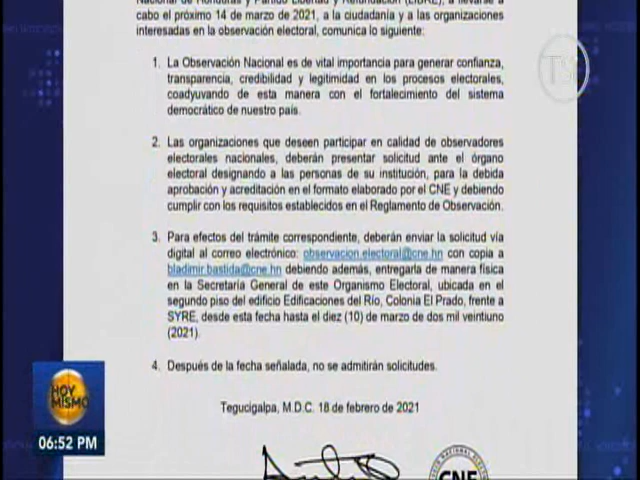 Nacional de Honduras y Partido Libertad y Refundación (LIBRE), a llevarse a
cabo el próximo 14 de marzo de 2021, a la ciudadanía y a las organizaciones
interesadas en la observación electoral, comunica lo siguiente:
1. La Observación Nacional es de vital importancia para generar confianza,
transparencia, credibilidad y legitimidad en los procesos electorales,
coadyuvando de esta manera con el fortalecimiento del sistema
democrático de nuestro país.
2. Las organizaciones que deseen participar en calidad de observadores
electorales nacionales, deberán presentar solicitud ante el órgano
electoral designando a las personas de su institución, para la debida
aprobación y acreditación en el formato elaborado por el CNE y debiendo
cumplir con los requisitos establecidos en el Reglamento de Observación.
3. Para efectos del trámite correspondiente, deberán enviar la solicitud vía
digital al correo electrónico: observacion.electoral@cne.hn con copia a
bladimir.bastida@cne.hn debiendo además, entregarla de manera física
en la Secretaría General de este Organismo Electoral, ubicada en el
segundo piso del edificio Edificaciones del Río, Colonia El Prado, frente a
SYRE, desde esta fecha hasta el diez (10) de marzo de dos mil veintiuno
(2021).
4. Después de la fecha señalada, no se admitirán solicitudes.
Tegucigalpa, M.D.C. 18 de febrero de 2021
CNE
HOY
MISMO
06:52 PM